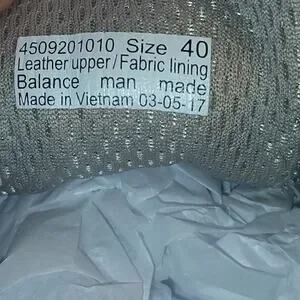 4509201010 Size 40
Leather upper/Fabric lining
Balance man made
Made in Vietnam 03-05-17